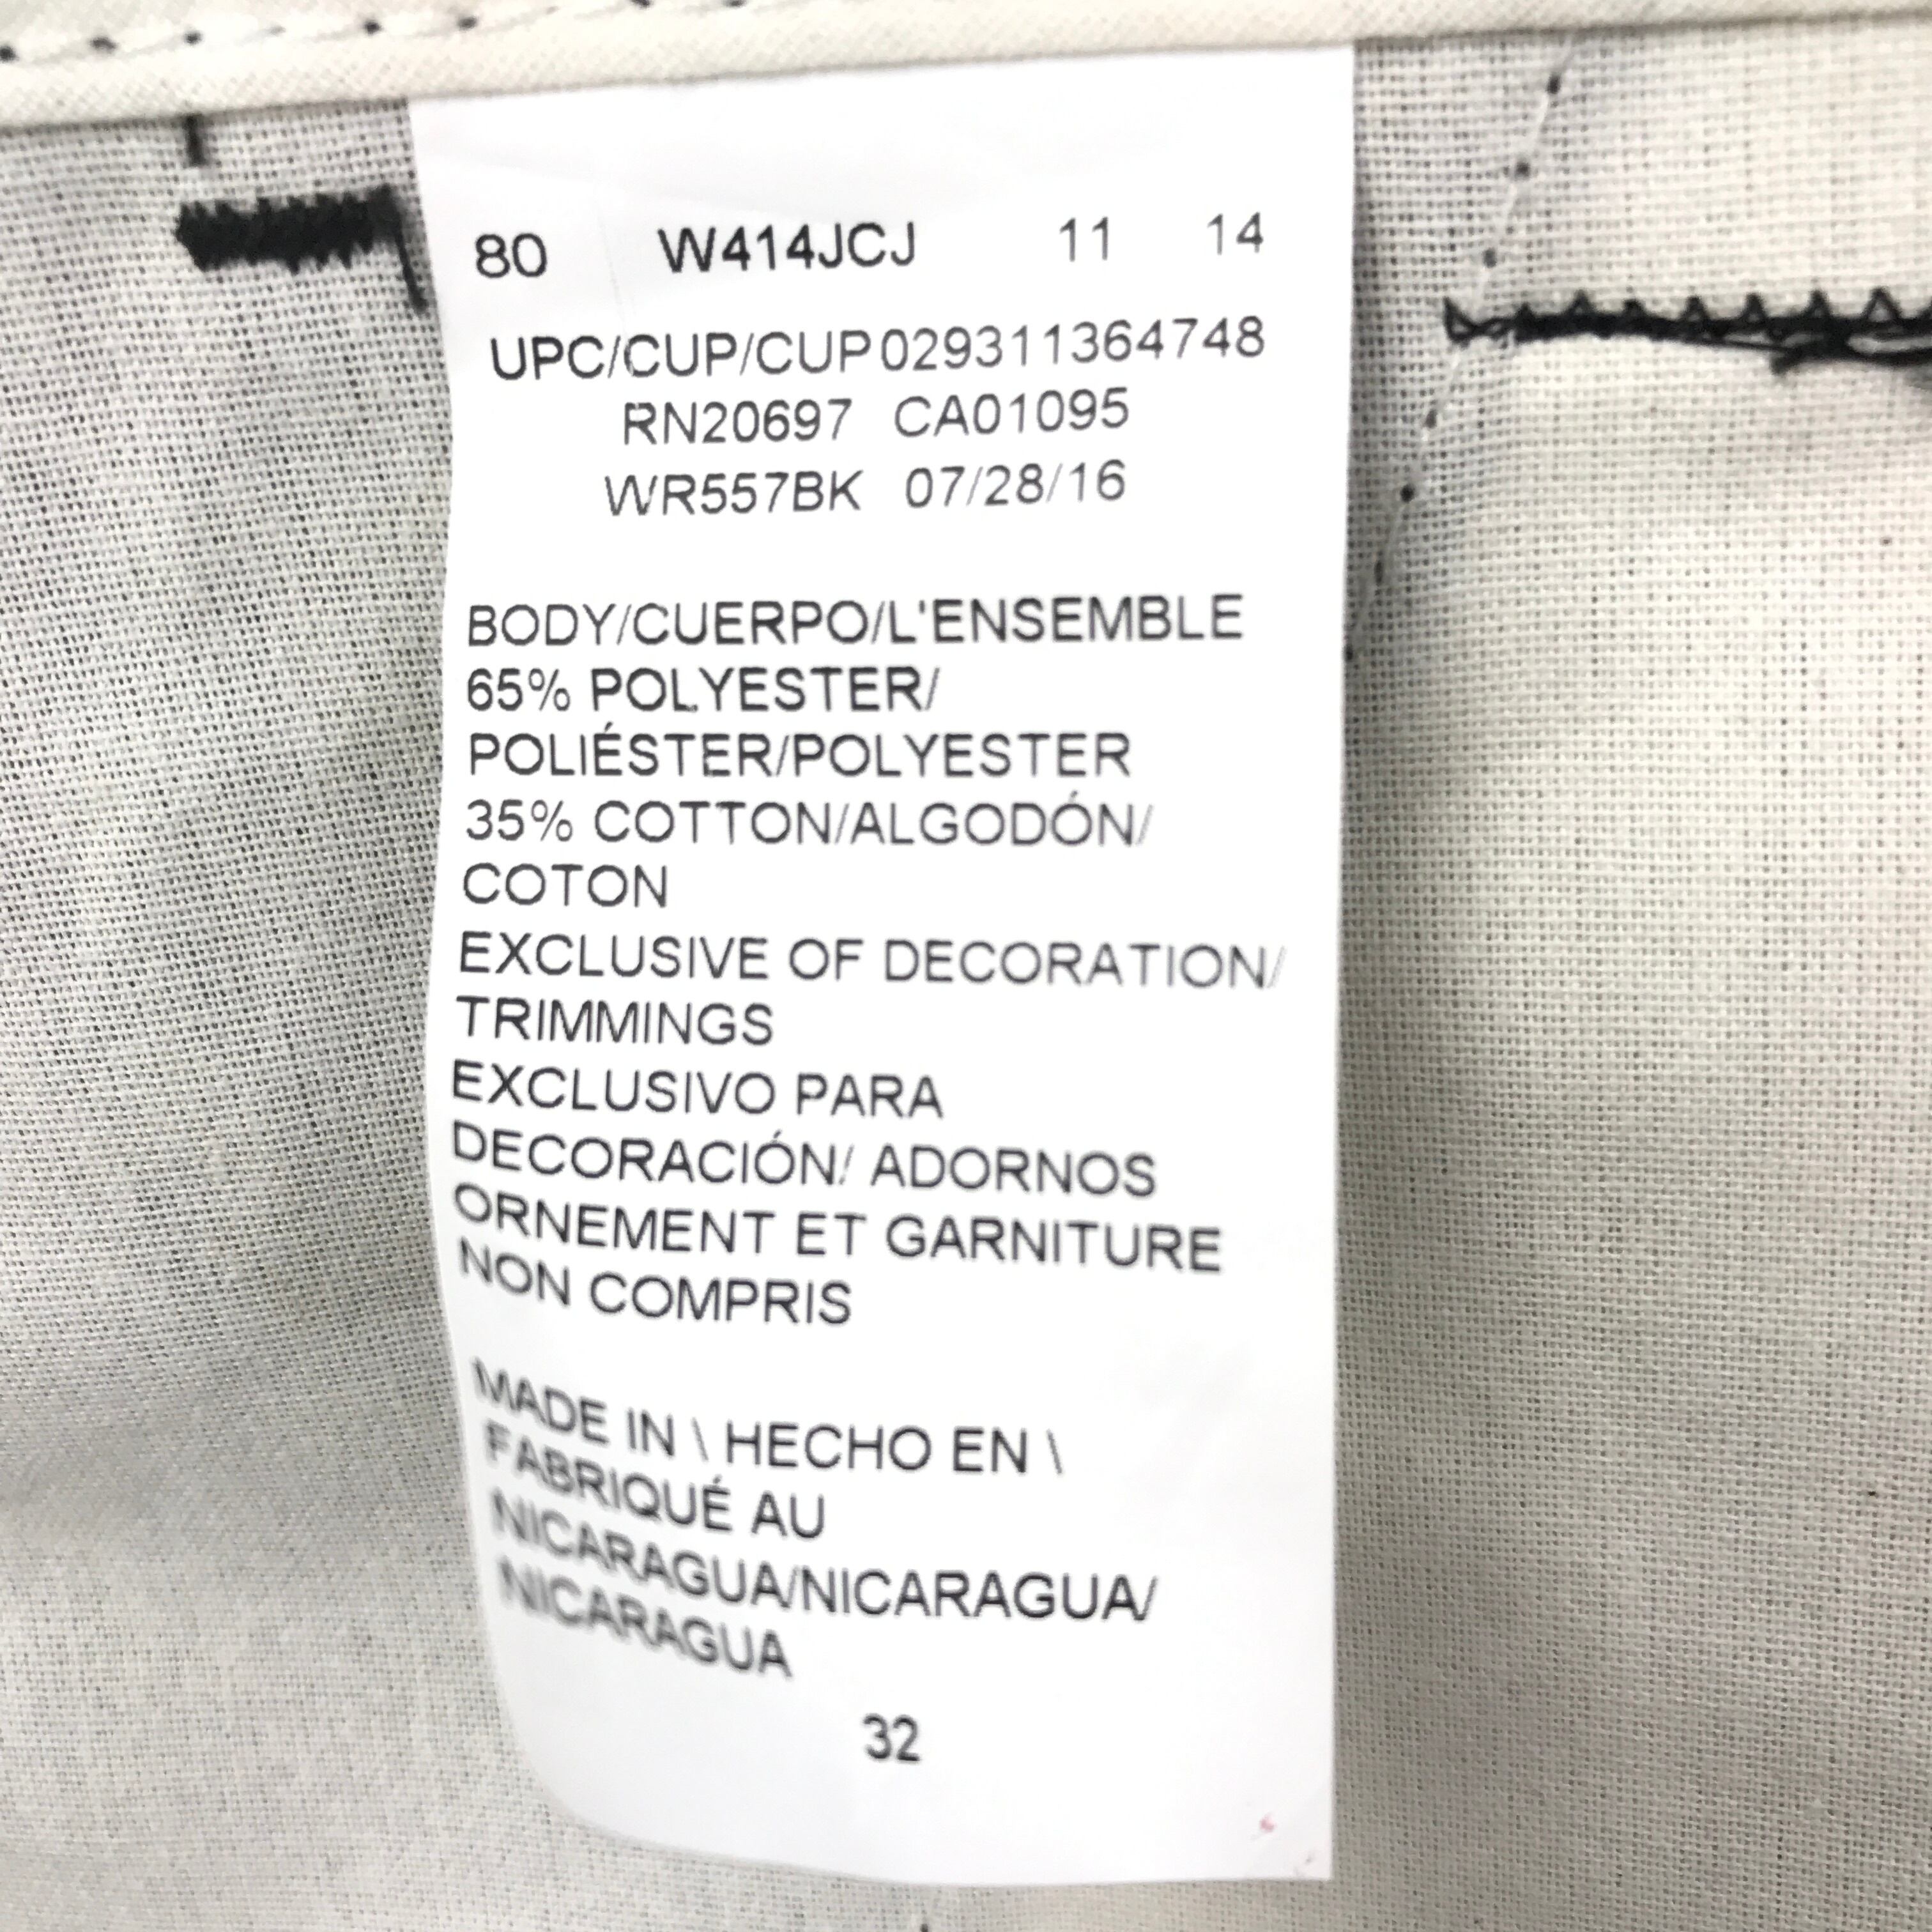 80 W414JCJ 11 14
UPC/CUP/CUP029311364748
RN20697 CA01095
WR557BK 07/28/16
BODY/CUERPO/L'ENSEMBLE
65% POLYESTER/
POLIÉSTER/POLYESTER
35% COTTON/ALGODÓN/
COTON
EXCLUSIVE OF DECORATION/
TRIMMINGS
EXCLUSIVO PARA
DECORACIÓN/ ADORNOS
ORNEMENT ET GARNITURE
NON COMPRIS
MADE IN \ HECHO EN \
FABRIQUÉ AU
NICARAGUA/NICARAGUA/
NICARAGUA
32